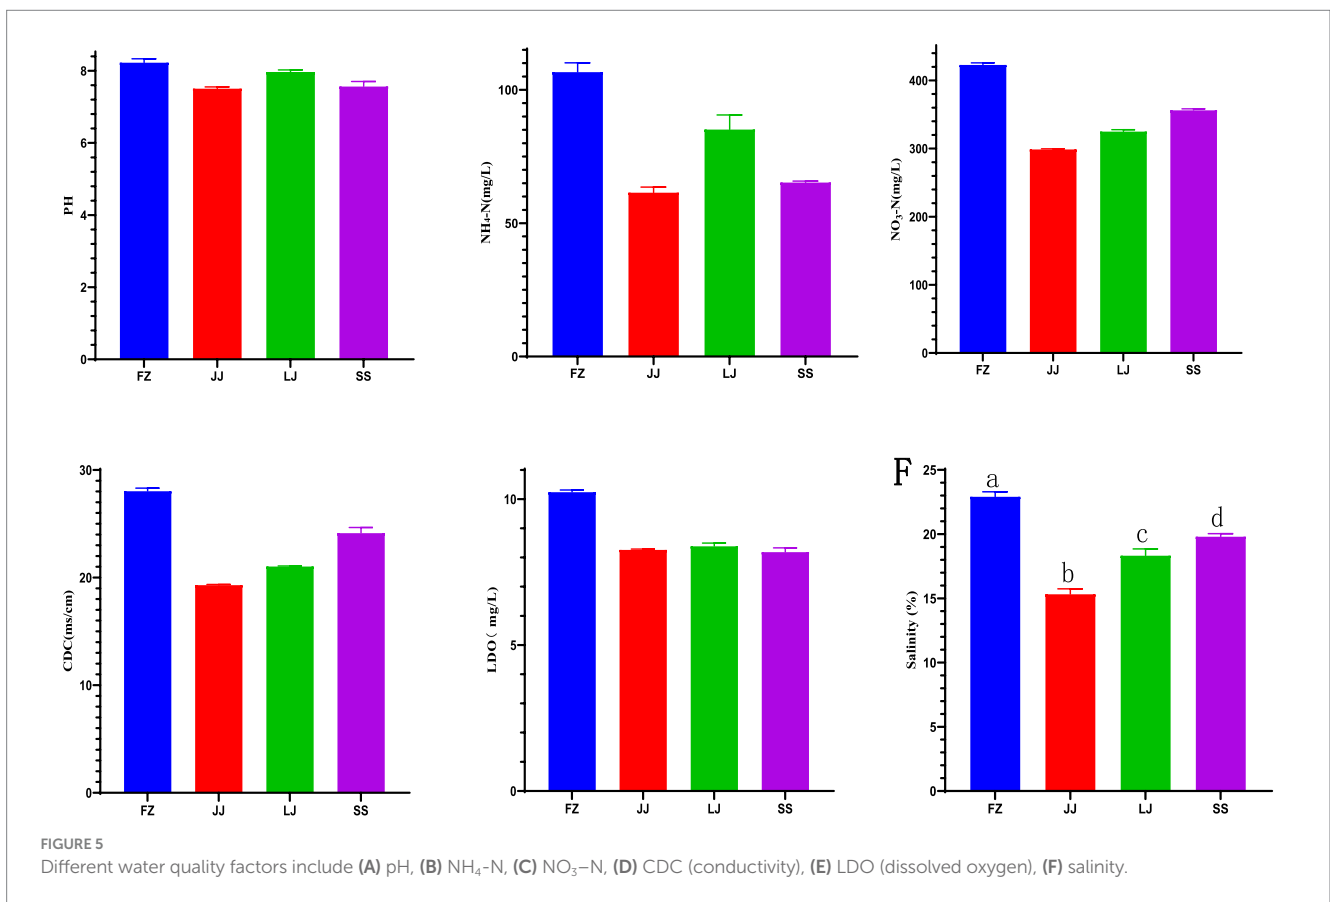 PH
8
6
4
2
0
FZ JJ LJ SS
NH₄-N(mg/L)
100
50
0
FZ JJ LJ SS
NO₃-N(mg/L)
400
300
200
100
0
FZ JJ LJ SS
CDC(ms/cm)
30
20
10
0
FZ JJ LJ SS
LDO( mg/L)
10
5
0
FZ JJ LJ SS
F
Salinity (%)
25
20
15
10
5
0
a
b
c
d
FZ JJ LJ SS
FIGURE 5
Different water quality factors include (A) pH, (B) NH₄-N, (C) NO₃–N, (D) CDC (conductivity), (E) LDO (dissolved oxygen), (F) salinity.